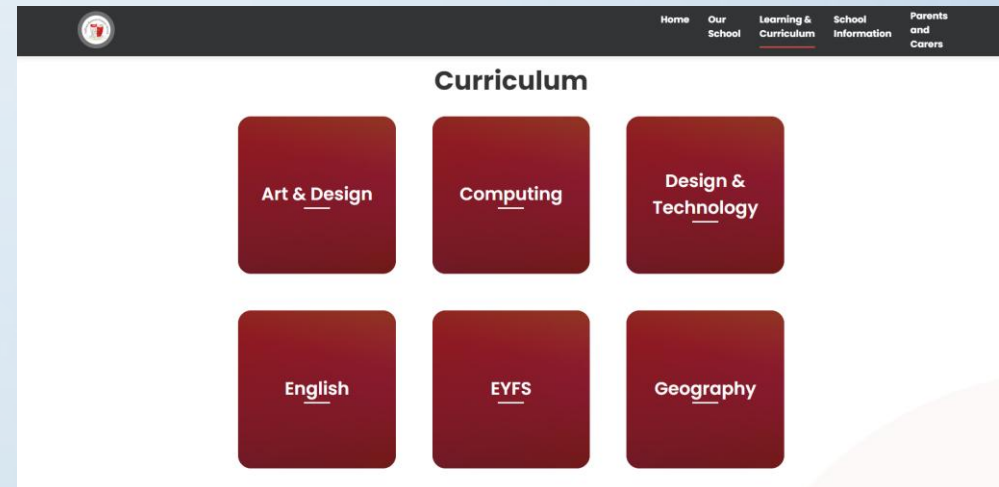 Home
Our School
Learning & Curriculum
School Information
Parents and Carers
Curriculum
Art & Design
Computing
Design & Technology
English
EYFS
Geography